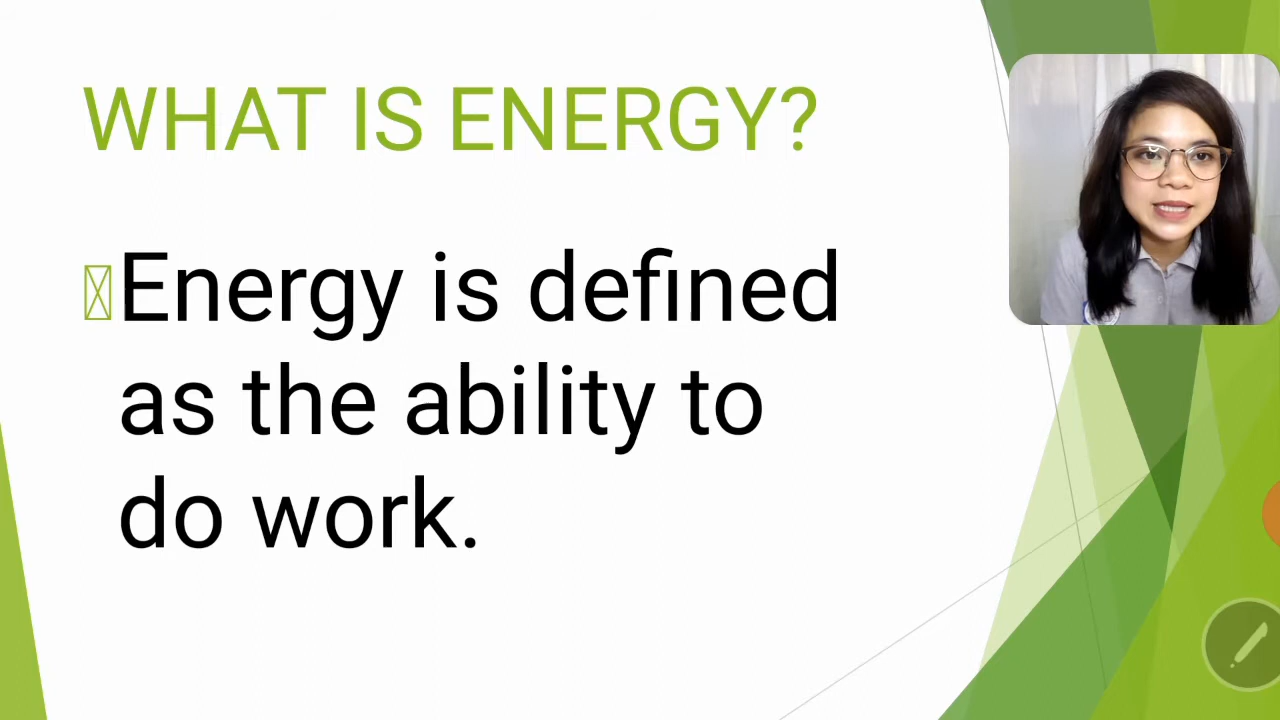 WHAT IS ENERGY?
Energy is defined
as the ability to
do work.